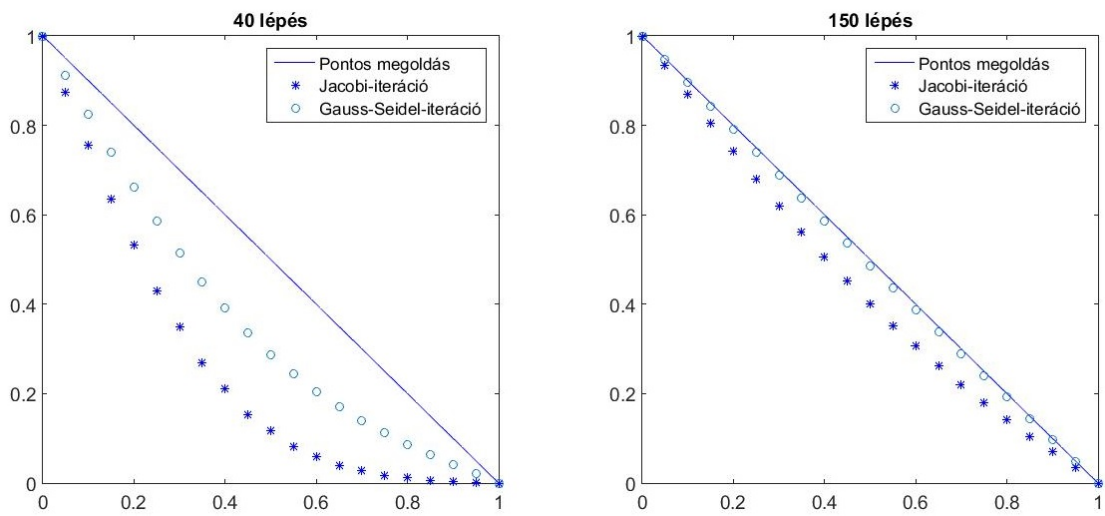 40 lépés
Pontos megoldás
Jacobi-iteráció
Gauss-Seidel-iteráció
1
0.8
0.6
0.4
0.2
0
0 0.2 0.4 0.6 0.8 1
150 lépés
Pontos megoldás
Jacobi-iteráció
Gauss-Seidel-iteráció
1
0.8
0.6
0.4
0.2
0
0 0.2 0.4 0.6 0.8 1